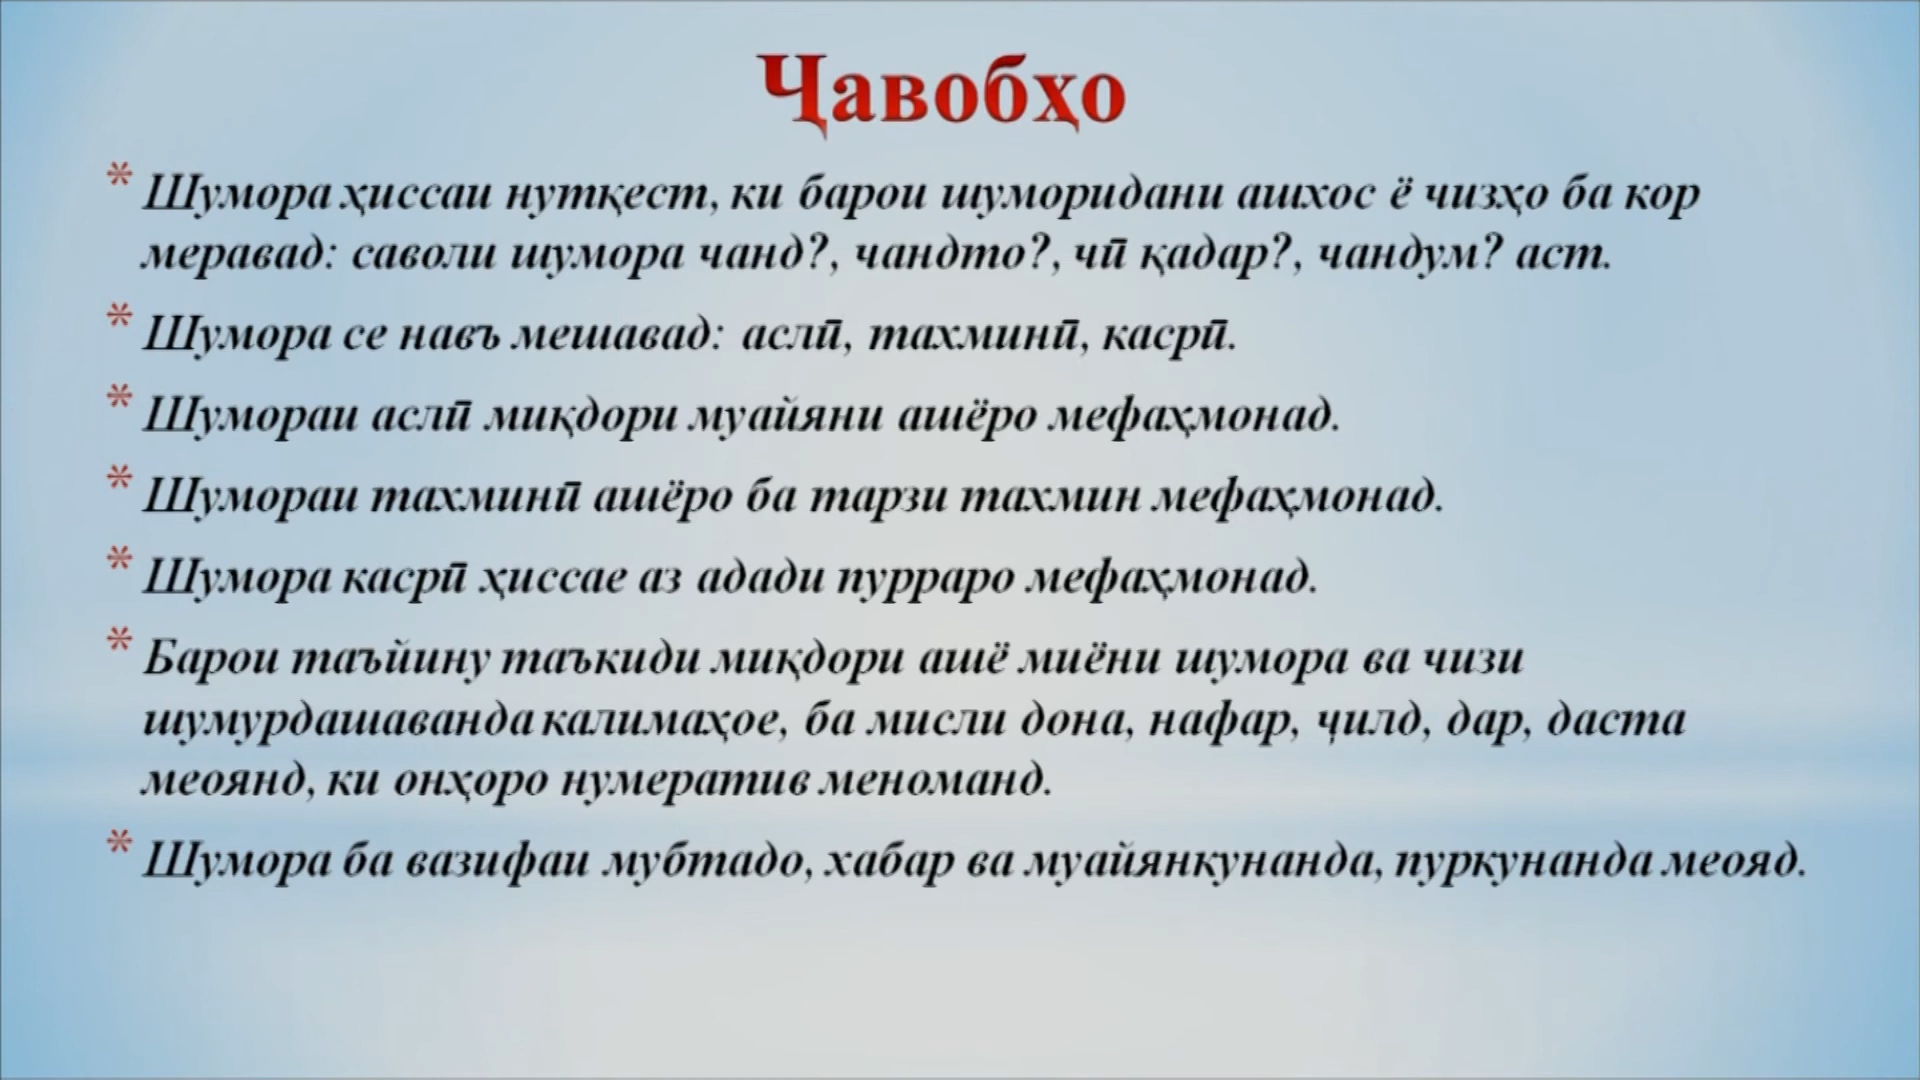 Ҷавобҳо
* Шумора ҳиссаи нутқест, ки барои шуморидани ашхос ё чизҳо ба кор
меравад: саволи шумора чанд?, чандто?, чӣ қадар?, чандум? аст.
* Шумора се навъ мешавад: аслӣ, тахминӣ, касрӣ.
* Шумораи аслӣ миқдори муайяни ашёро мефаҳмонад.
* Шумораи тахминӣ ашёро ба тарзи тахмин мефаҳмонад.
* Шумора касрӣ ҳиссае аз адади пурраро мефаҳмонад.
* Барои таъйину таъкиди миқдори ашё миёни шумора ва чизи
шумурдашаванда калимаҳое, ба мисли дона, нафар, ҷилд, дар, даста
меоянд, ки онҳоро нумератив меноманд.
* Шумора ба вазифаи мубтадо, хабар ва муайянкунанда, пуркунанда меояд.